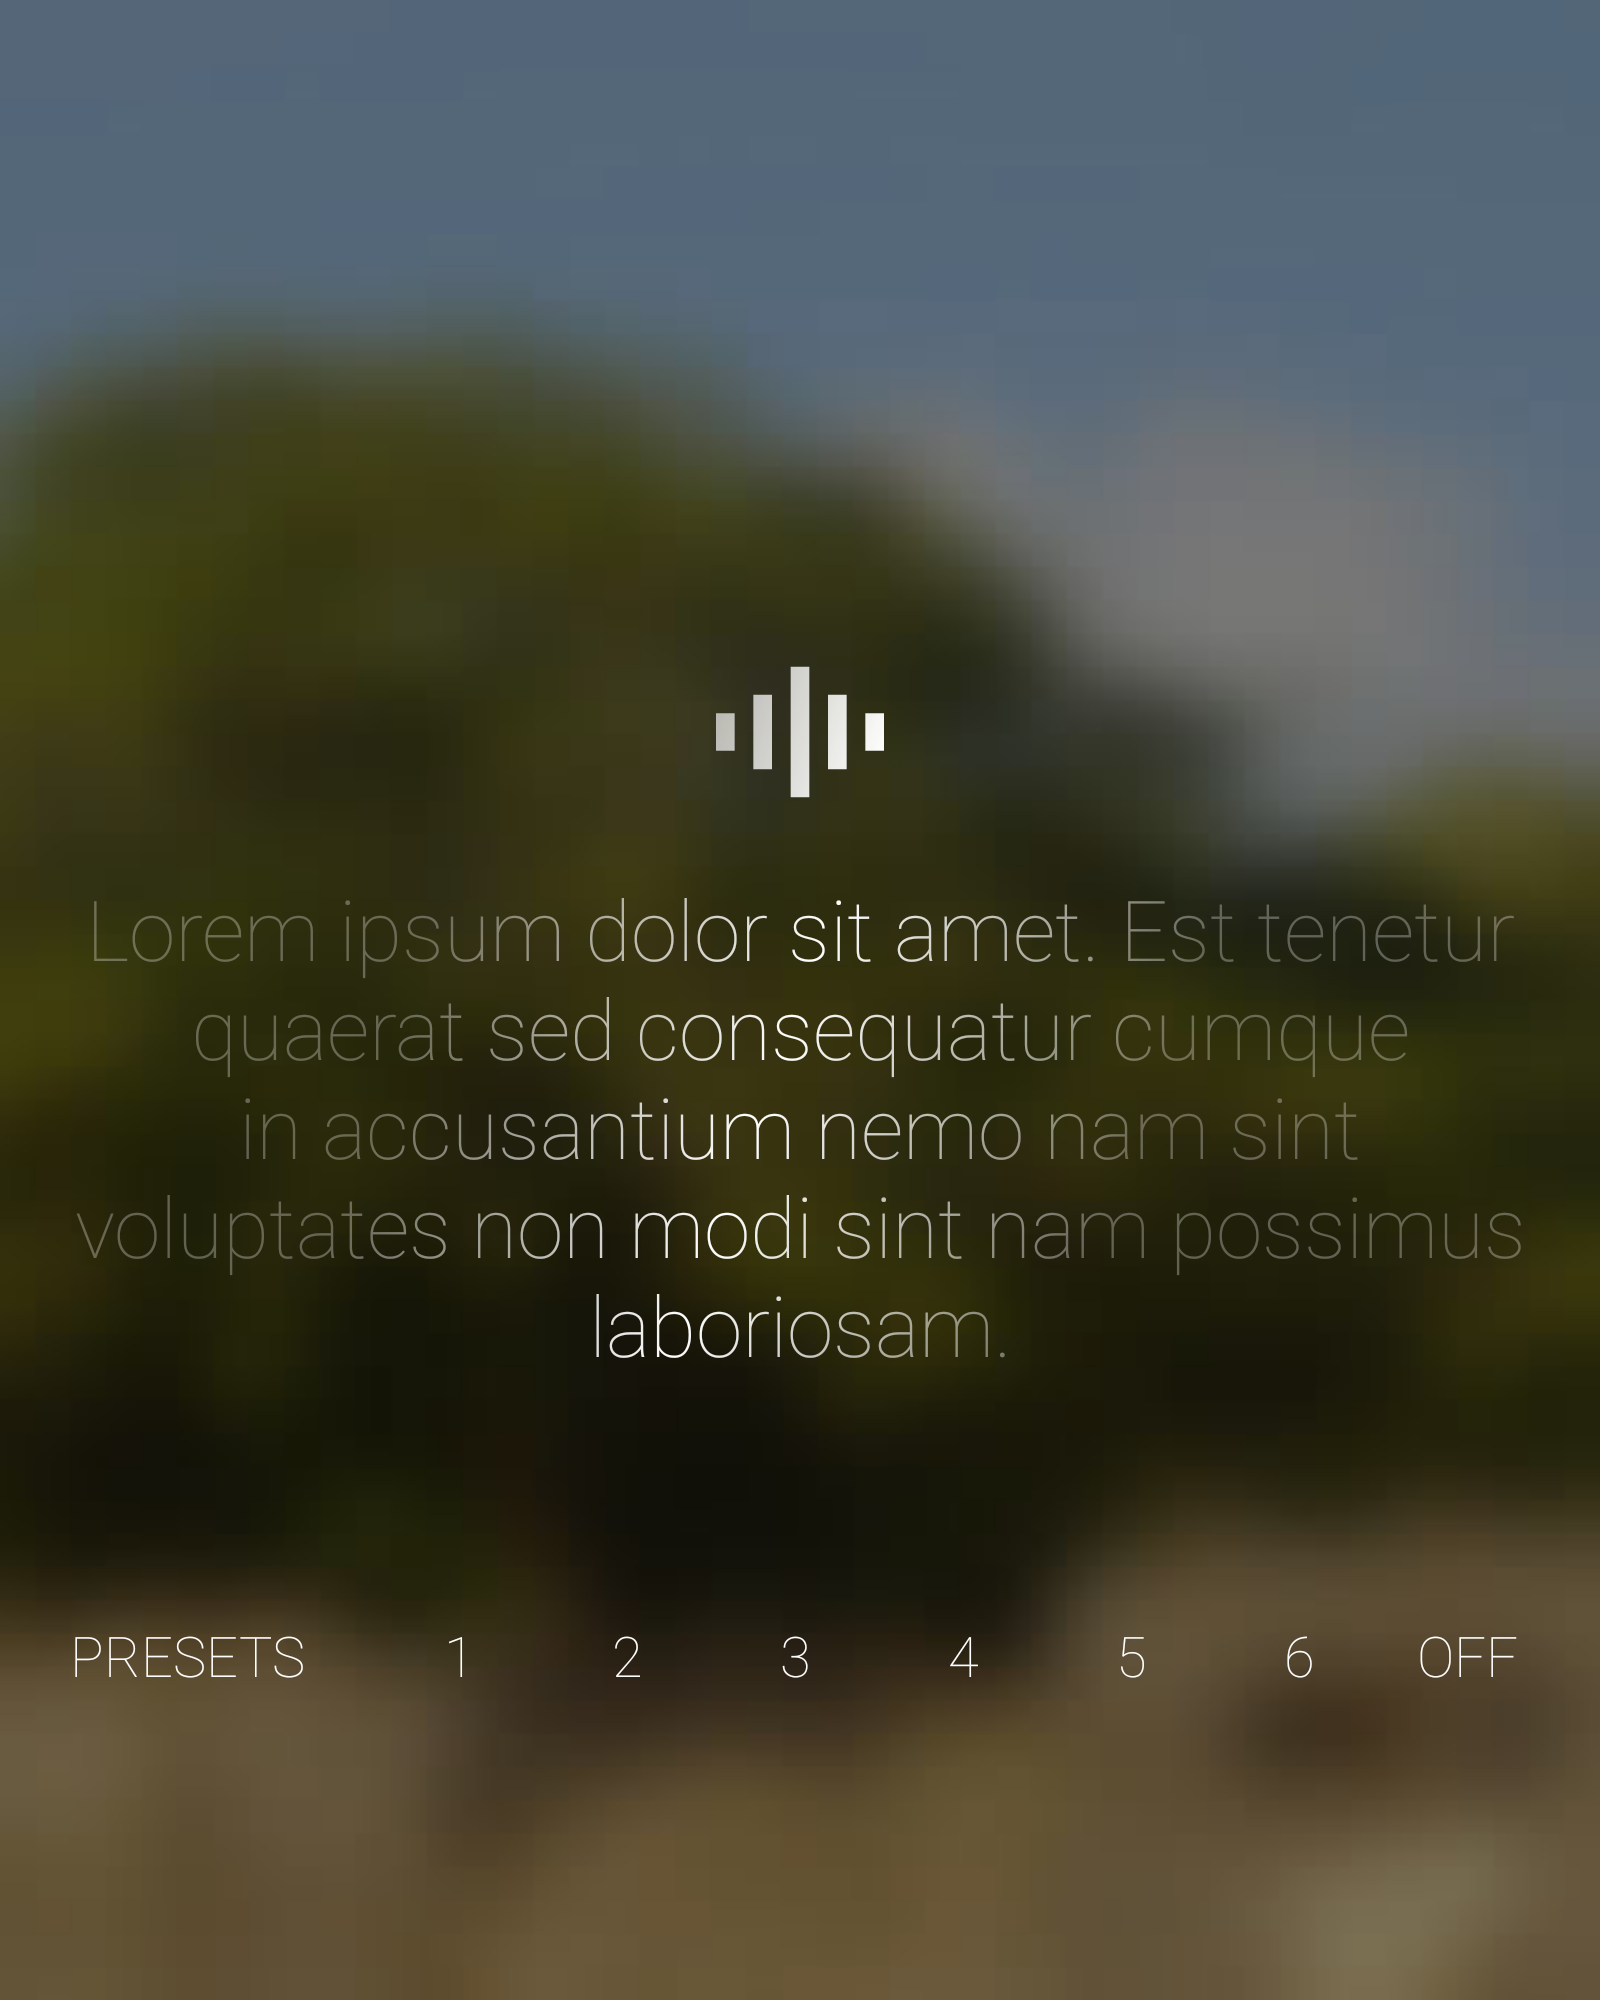 Lorem ipsum dolor sit amet. Est tenetur
quaerat sed consequatur cumque
in accusantium nemo nam sint
voluptates non modi sint nam possimus
laboriosam.
PRESETS 1 2 3 4 5 6 OFF